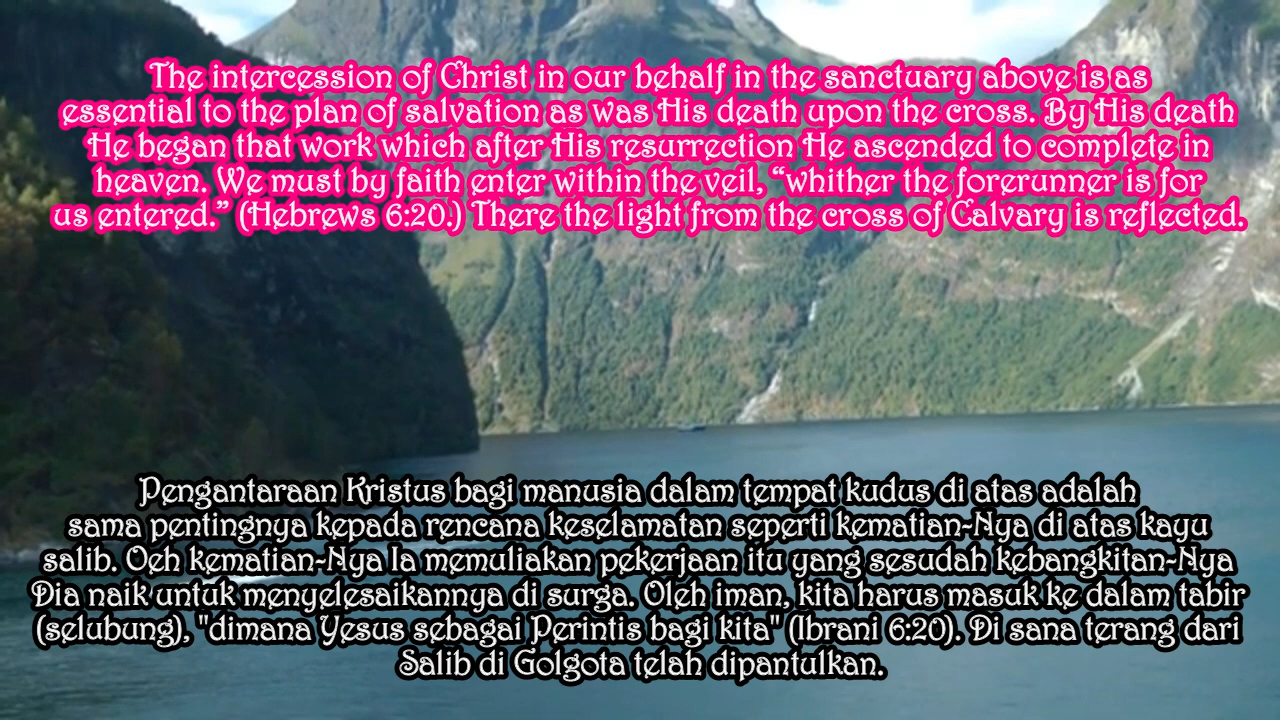 The intercession of Christ in our behalf in the sanctuary above is as
essential to the plan of salvation as was His death upon the cross. By His death
He began that work which after His resurrection He ascended to complete in
heaven. We must by faith enter within the veil, “whither the forerunner is for
us entered.” (Hebrews 6:20.) There the light from the cross of Calvary is reflected.
Pengantaraan Kristus bagi manusia dalam tempat kudus di atas adalah
sama pentingnya kepada rencana keselamatan seperti kematian-Nya di atas kayu
salib. Oeh kematian-Nya Ia memuliakan pekerjaan itu yang sesudah kebangkitan-Nya
Dia naik untuk menyelesaikannya di surga. Oleh iman, kita harus masuk ke dalam tabir
(selubung), "dimana Yesus sebagai Perintis bagi kita" (Ibrani 6:20). Di sana terang dari
Salib di Golgota telah dipantulkan.